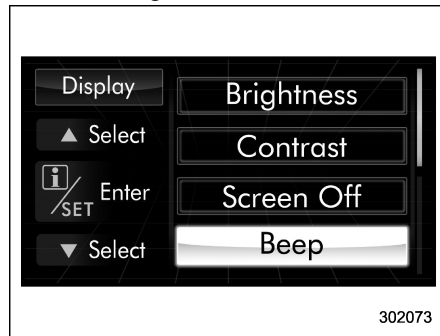 Display
▲ Select
i/SET Enter
▼ Select
Brightness
Contrast
Screen Off
Beep
302073